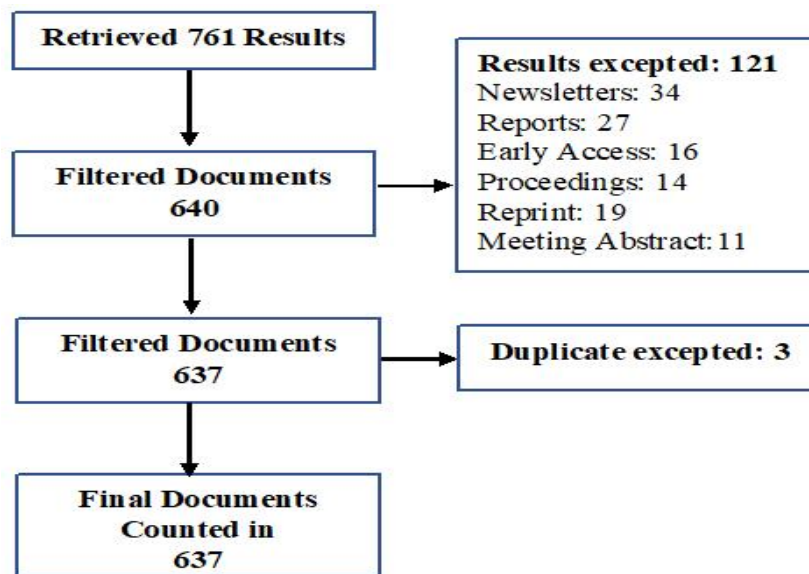 Retrieved 761 Results
Results excepted: 121
Newsletters: 34
Reports: 27
Early Access: 16
Proceedings: 14
Reprint: 19
Meeting Abstract: 11
Filtered Documents
640
Filtered Documents
637
Duplicate excepted: 3
Final Documents
Counted in
637